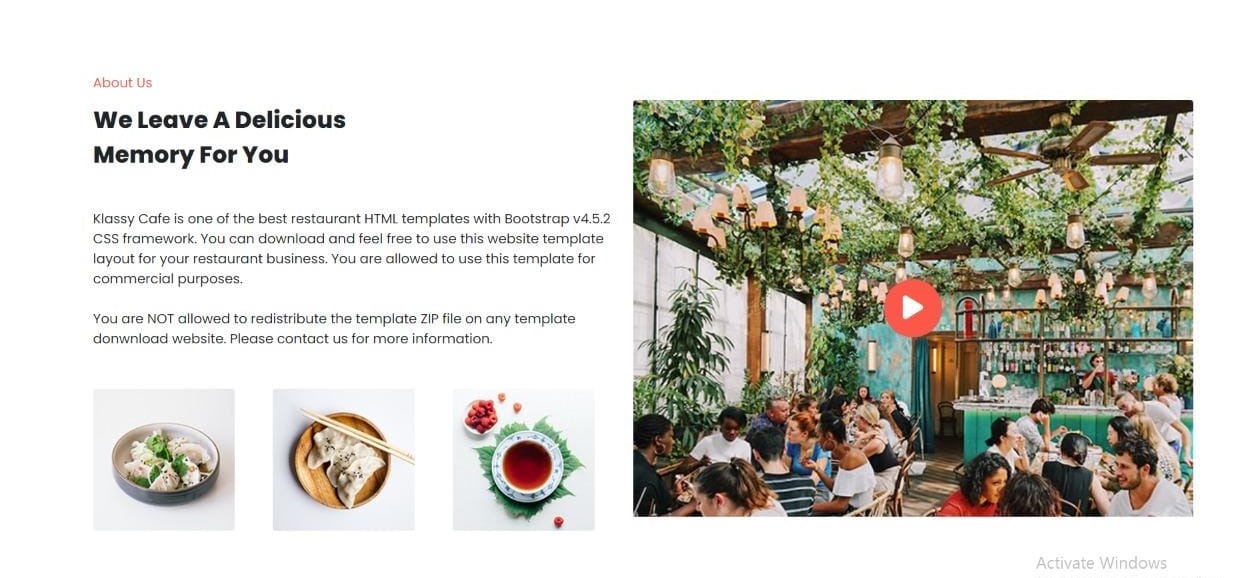 About Us
We Leave A Delicious
Memory For You
Klassy Cafe is one of the best restaurant HTML templates with Bootstrap v4.5.2
CSS framework. You can download and feel free to use this website template
layout for your restaurant business. You are allowed to use this template for
commercial purposes.
You are NOT allowed to redistribute the template ZIP file on any template
donwnload website. Please contact us for more information.
Activate Windows